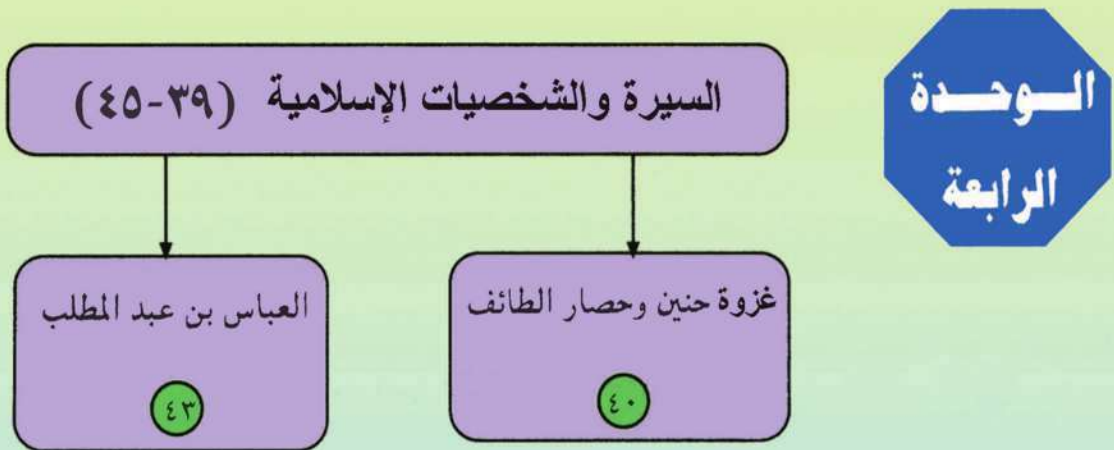 الوحدة
الرابعة
السيرة والشخصيات الإسلامية (٣٩-٤٥)
غزوة حنين وحصار الطائف
٤٠
العباس بن عبد المطلب
٤٣